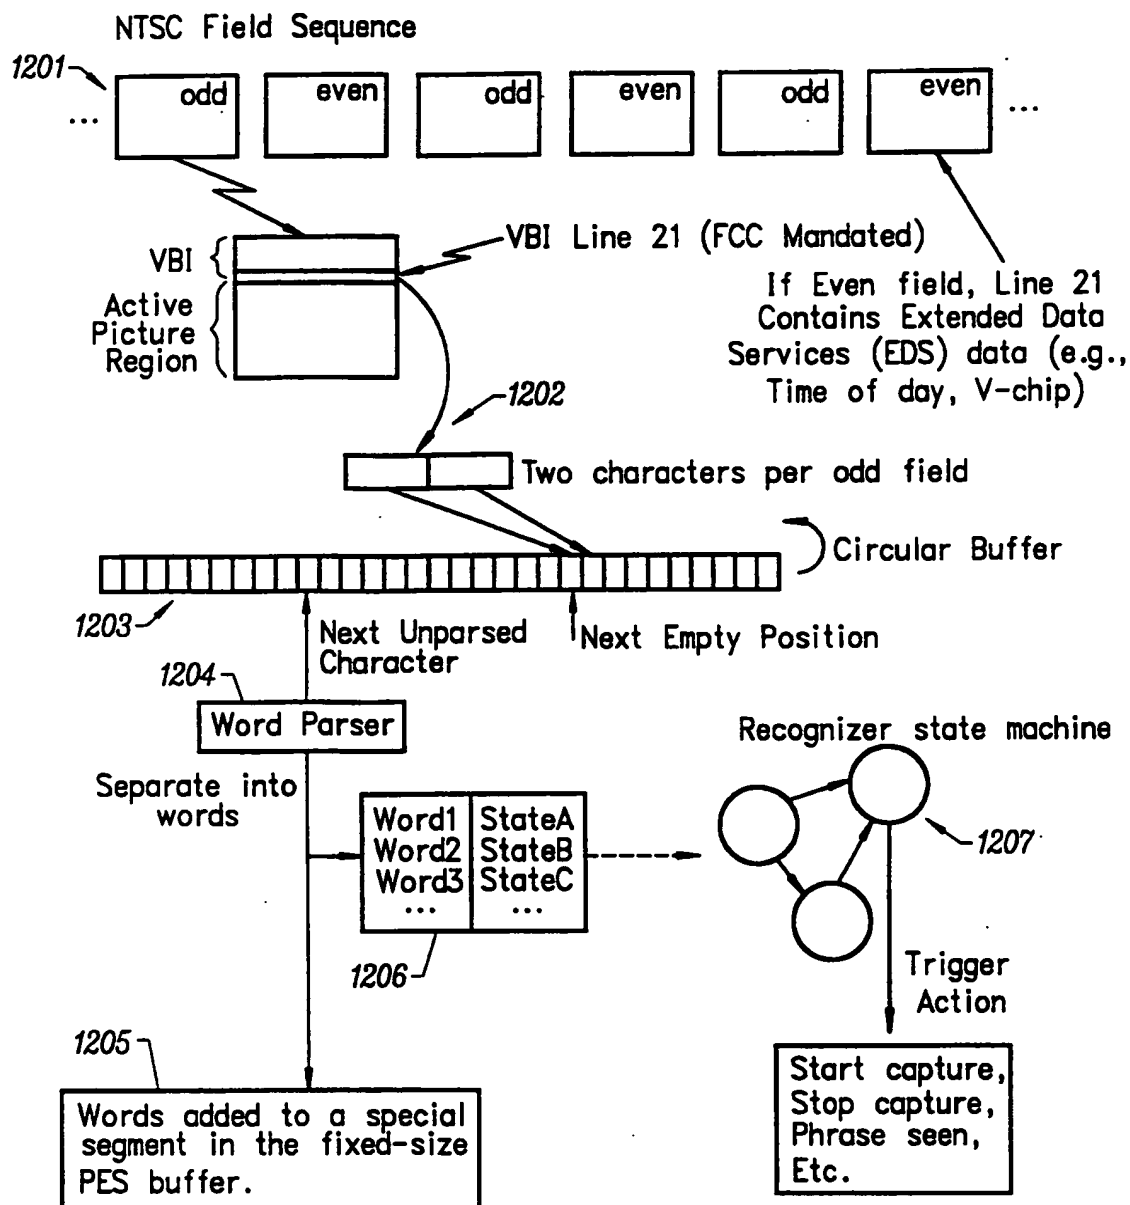 NTSC Field Sequence
1201
... odd even odd even odd even ...
VBI
VBI Line 21 (FCC Mandated)
Active
Picture
Region
If Even field, Line 21
Contains Extended Data
Services (EDS) data (e.g.,
Time of day, V-chip)
1202
Two characters per odd field
Circular Buffer
1203
Next Unparsed
Character
Next Empty Position
1204
Word Parser
Separate into
words
Word1 StateA
Word2 StateB
Word3 StateC
... ...
1206
Recognizer state machine
1207
Trigger
Action
1205
Words added to a special
segment in the fixed-size
PES buffer.
Start capture,
Stop capture,
Phrase seen,
Etc.